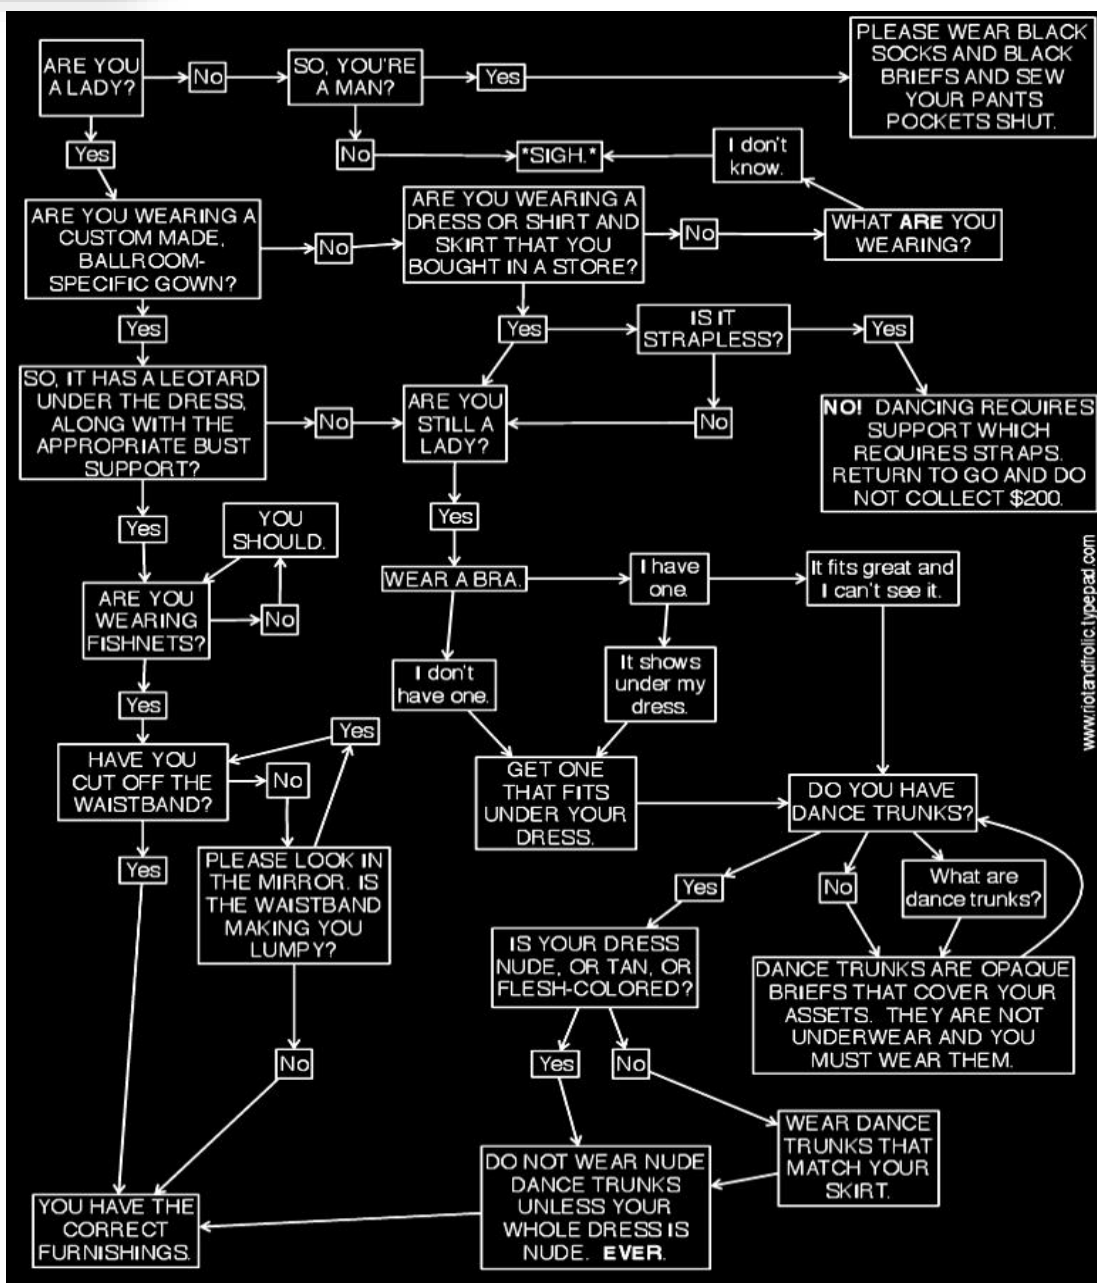 ARE YOU
A LADY?
No
SO, YOU'RE
A MAN?
Yes
PLEASE WEAR BLACK
SOCKS AND BLACK
BRIEFS AND SEW
YOUR PANTS
POCKETS SHUT.
Yes
No
*SIGH.*
I don't
know.
ARE YOU WEARING A
CUSTOM MADE,
BALLROOM-
SPECIFIC GOWN?
No
ARE YOU WEARING A
DRESS OR SHIRT AND
SKIRT THAT YOU
BOUGHT IN A STORE?
No
WHAT ARE YOU
WEARING?
Yes
Yes
IS IT
STRAPLESS?
Yes
SO, IT HAS A LEOTARD
UNDER THE DRESS,
ALONG WITH THE
APPROPRIATE BUST
SUPPORT?
No
ARE YOU
STILL A
LADY?
No
NO! DANCING REQUIRES
SUPPORT WHICH
REQUIRES STRAPS.
RETURN TO GO AND DO
NOT COLLECT $200.
Yes
YOU
SHOULD.
Yes
ARE YOU
WEARING
FISHNETS?
No
WEAR A BRA.
I have
one.
It fits great and
I can't see it.
www.riotandfrolic.typepad.com
Yes
I don't
have one.
It shows
under my
dress.
HAVE YOU
CUT OFF THE
WAISTBAND?
No
Yes
GET ONE
THAT FITS
UNDER YOUR
DRESS.
DO YOU HAVE
DANCE TRUNKS?
Yes
PLEASE LOOK IN
THE MIRROR. IS
THE WAISTBAND
MAKING YOU
LUMPY?
Yes
No
What are
dance trunks?
IS YOUR DRESS
NUDE, OR TAN, OR
FLESH-COLORED?
DANCE TRUNKS ARE OPAQUE
BRIEFS THAT COVER YOUR
ASSETS. THEY ARE NOT
UNDERWEAR AND YOU
MUST WEAR THEM.
No
Yes
No
WEAR DANCE
TRUNKS THAT
MATCH YOUR
SKIRT.
DO NOT WEAR NUDE
DANCE TRUNKS
UNLESS YOUR
WHOLE DRESS IS
NUDE. EVER.
YOU HAVE THE
CORRECT
FURNISHINGS.